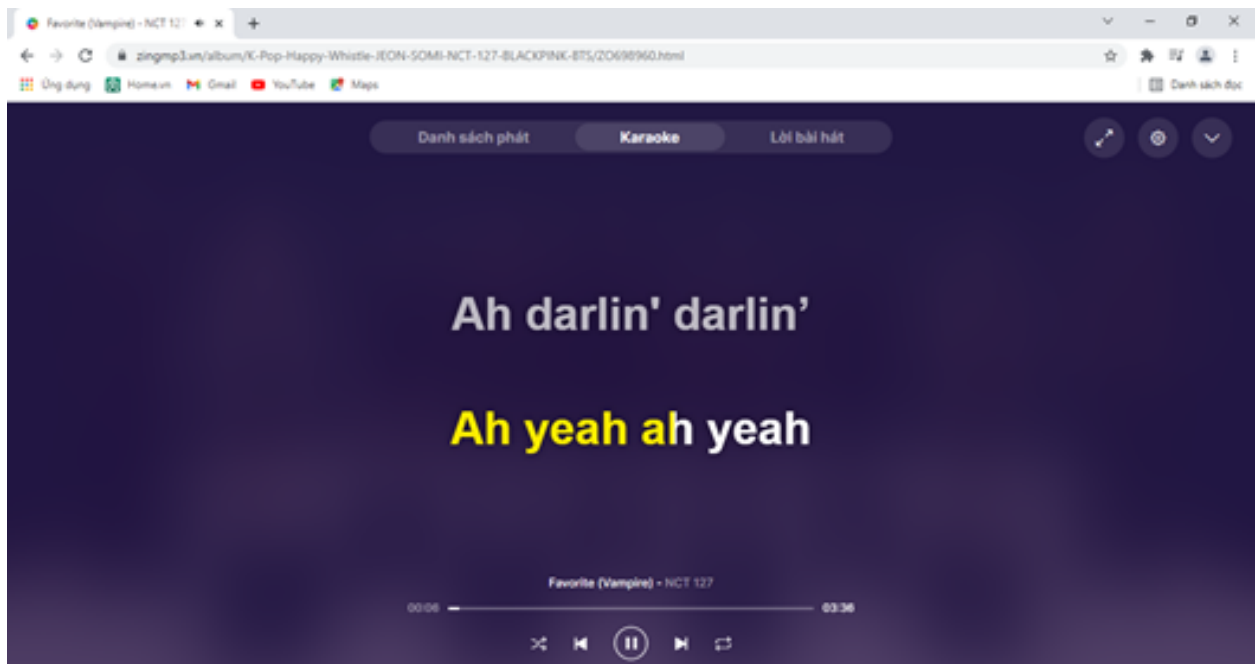 Favorite (Vampire) - NCT 127
zingmp3.vn/album/K-Pop-Happy-Whistle-JEON-SOMI-NCT-127-BLACKPINK-BTS/ZO698960.html
Ứng dụng Home.vn Gmail YouTube Maps Danh sách đọc
Danh sách phát Karaoke Lời bài hát
Ah darlin' darlin’
Ah yeah ah yeah
Favorite (Vampire) - NCT 127
00:06 03:36